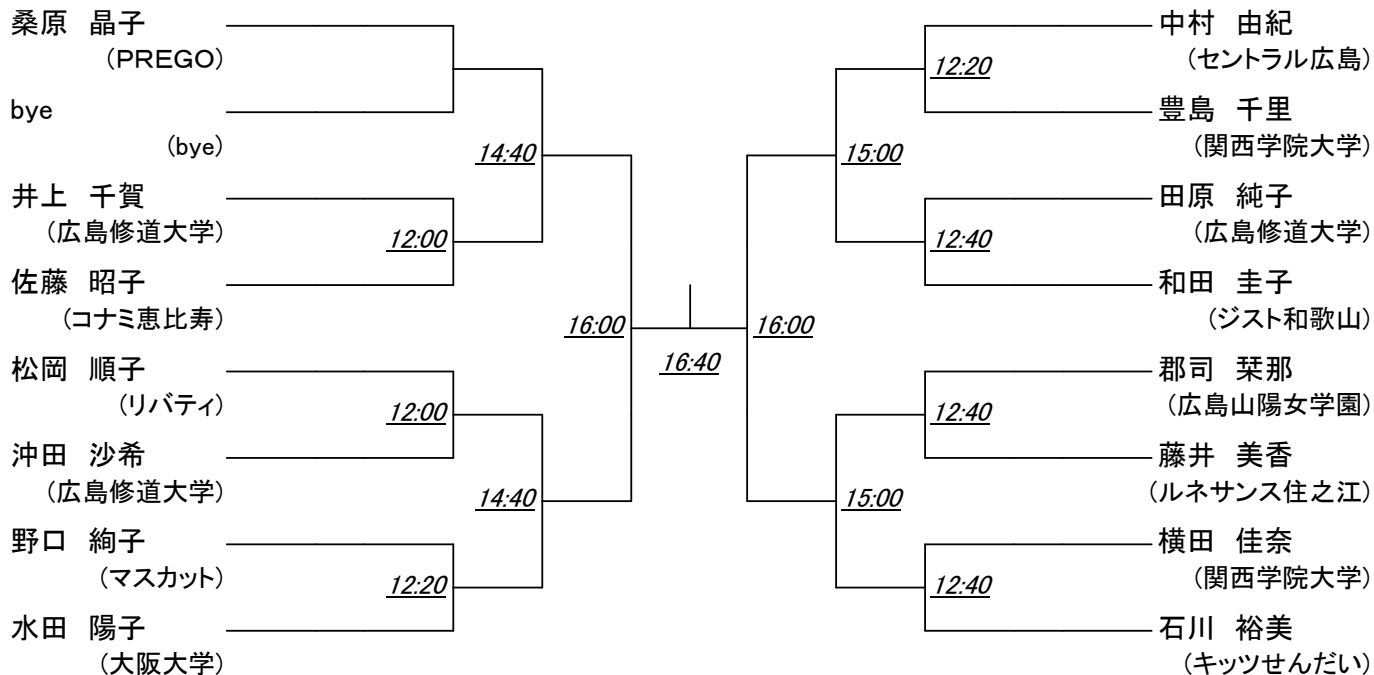 桑原　晶子
(PREGO)
bye
(bye)
14:40
井上　千賀
(広島修道大学)
12:00
佐藤　昭子
(コナミ恵比寿)
16:00
松岡　順子
(リバティ)
12:00
沖田　沙希
(広島修道大学)
14:40
野口　絢子
(マスカット)
12:20
水田　陽子
(大阪大学)
16:40
中村　由紀
(セントラル広島)
12:20
豊島　千里
(関西学院大学)
15:00
田原　純子
(広島修道大学)
12:40
和田　圭子
(ジスト和歌山)
16:00
郡司　栞那
(広島山陽女学園)
12:40
藤井　美香
(ルネサンス住之江)
15:00
横田　佳奈
(関西学院大学)
12:40
石川　裕美
(キッツせんだい)